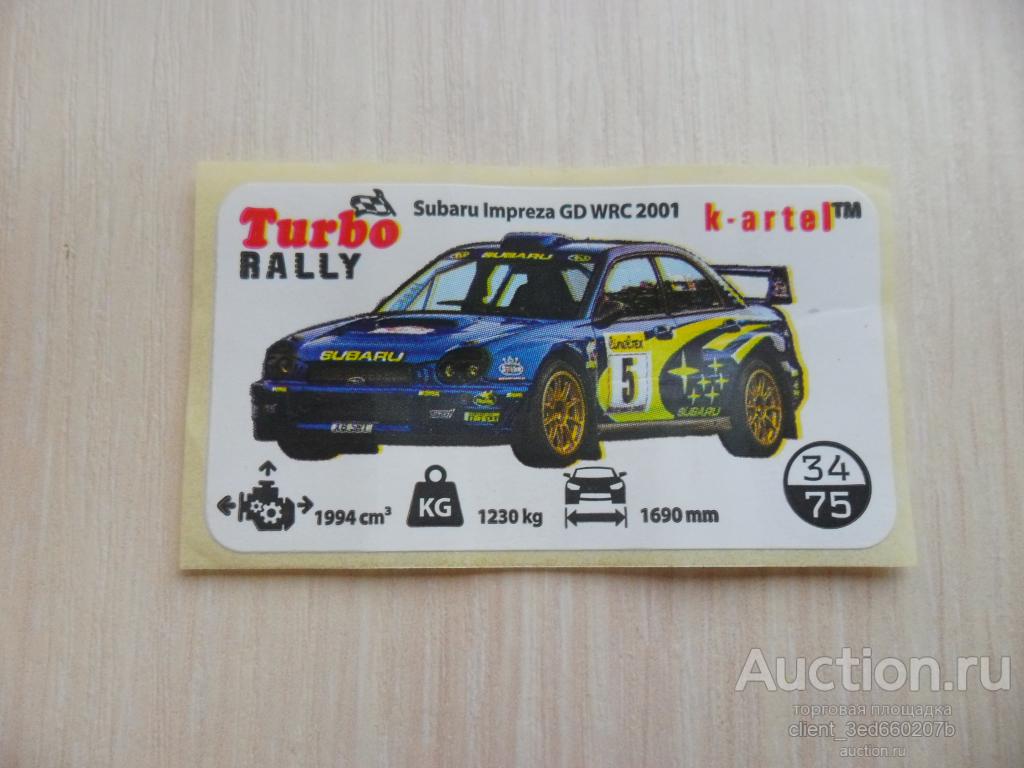 Turbo
RALLY
Subaru Impreza GD WRC 2001
k-artel™
SUBARU
SUBARU
5
SUBARU
PIRELLI
1994 cm³
KG
1230 kg
1690 mm
34
75
Auction.ru
торговая площадка
client_3ed660207b
auction.ru